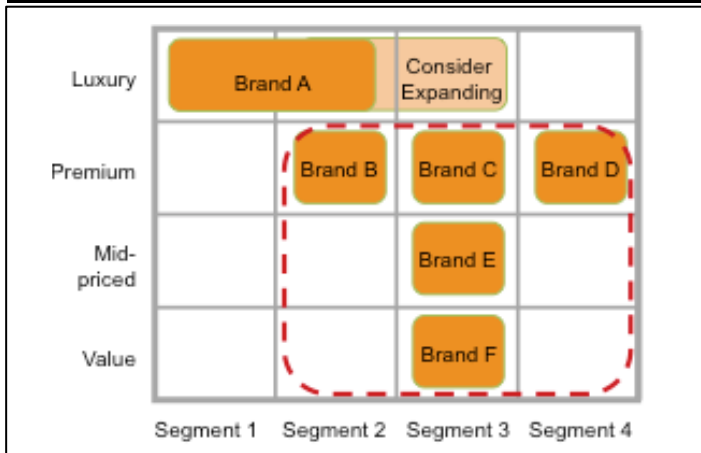 Luxury
Brand A
Consider
Expanding
Premium
Brand B
Brand C
Brand D
Mid-
priced
Brand E
Value
Brand F
Segment 1
Segment 2
Segment 3
Segment 4